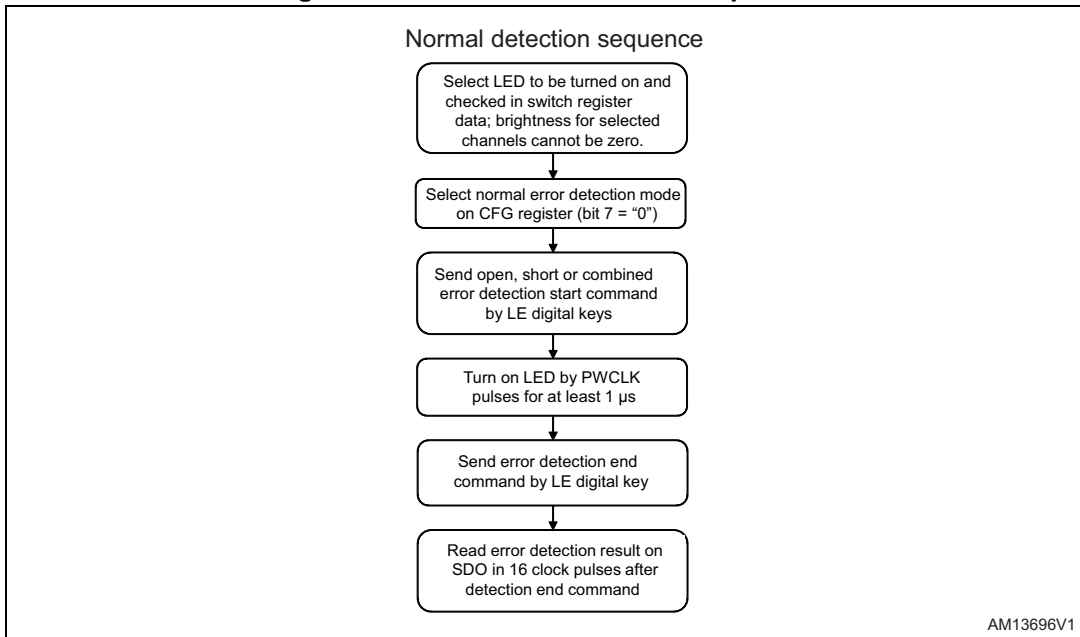 Normal detection sequence
Select LED to be turned on and
checked in switch register
data; brightness for selected
channels cannot be zero.
Select normal error detection mode
on CFG register (bit 7 = “0”)
Send open, short or combined
error detection start command
by LE digital keys
Turn on LED by PWCLK
pulses for at least 1 µs
Send error detection end
command by LE digital key
Read error detection result on
SDO in 16 clock pulses after
detection end command
AM13696V1